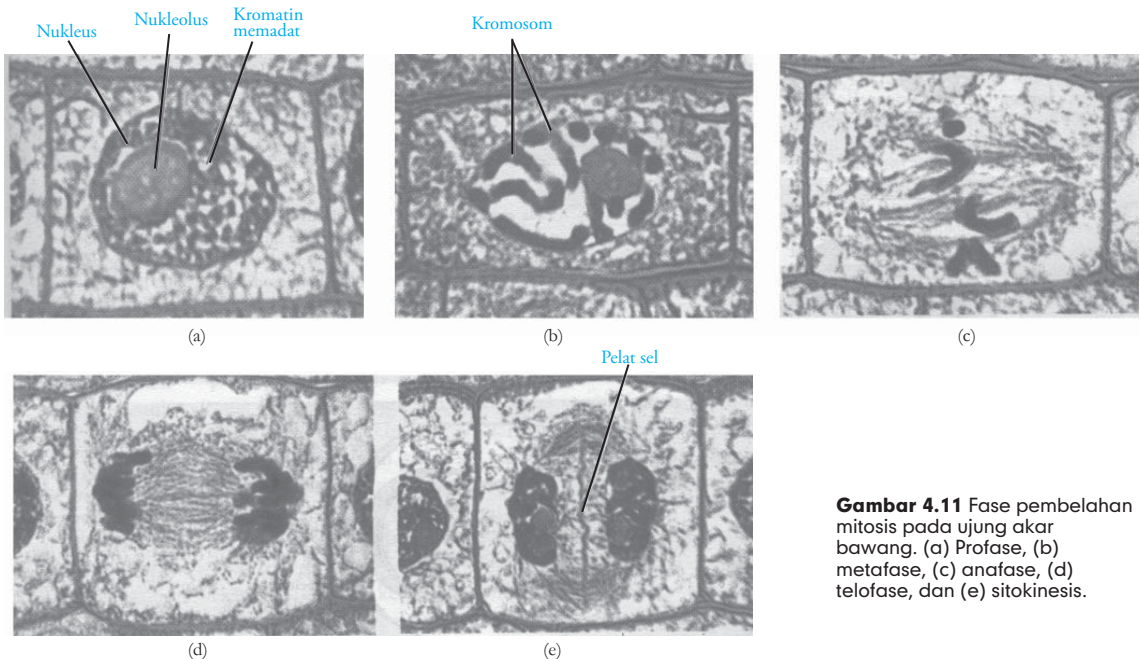 Nukleus
Nukleolus
Kromatin
memadat
Kromosom
(a)
(b)
(c)
Pelat sel
(d)
(e)
Gambar 4.11 Fase pembelahan
mitosis pada ujung akar
bawang. (a) Profase, (b)
metafase, (c) anafase, (d)
telofase, dan (e) sitokinesis.